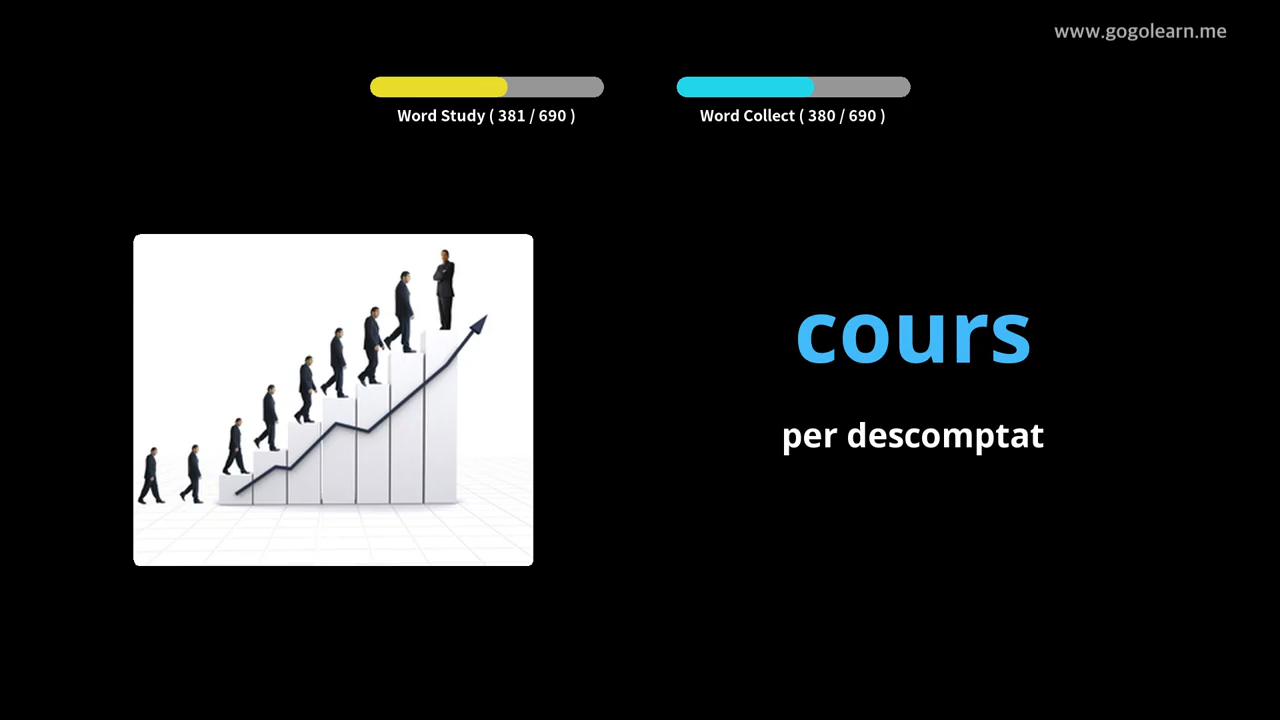 www.gogolearn.me
Word Study ( 381 / 690 )
Word Collect ( 380 / 690 )
cours
per descomptat